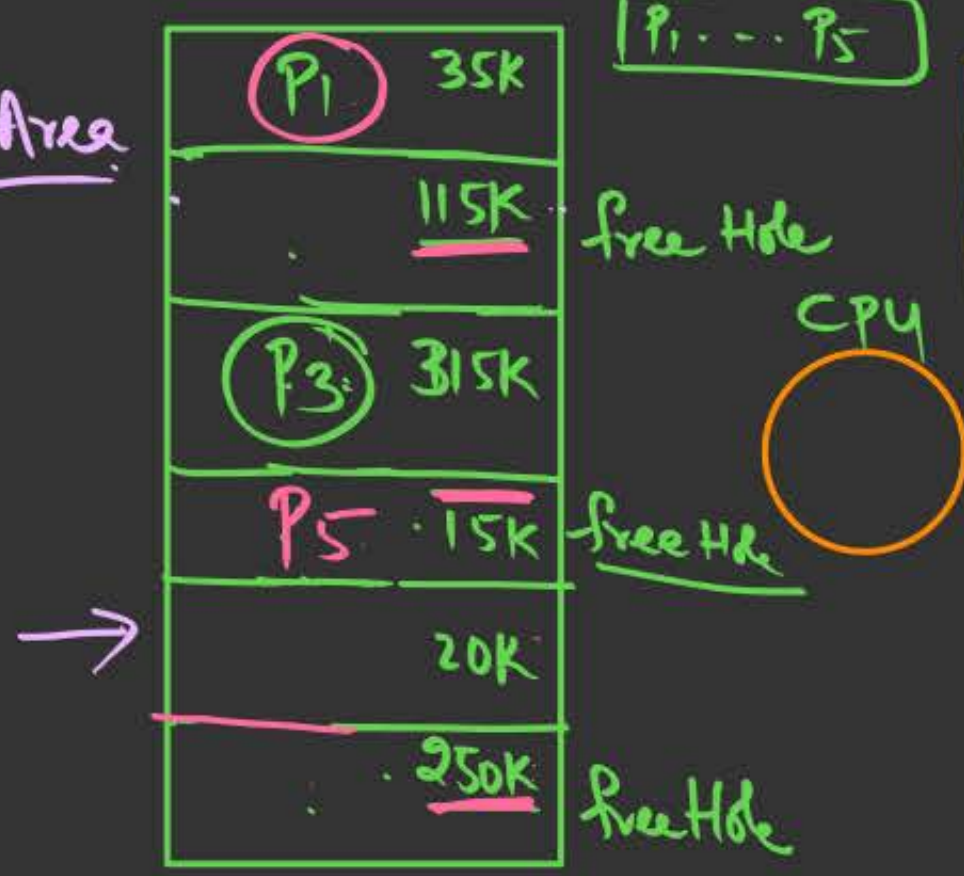 P1 . - . . P5
Area
P1 35K
115K free Hole
CPU
P3 315K
P5 15K free Hole
20K
250K free Hole